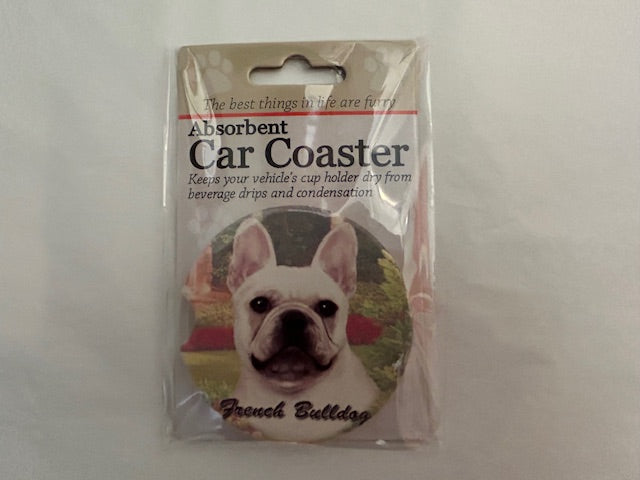 The best things in life are furry
Absorbent
Car Coaster
Keeps your vehicle's cup holder dry from
beverage drips and condensation
French Bulldog